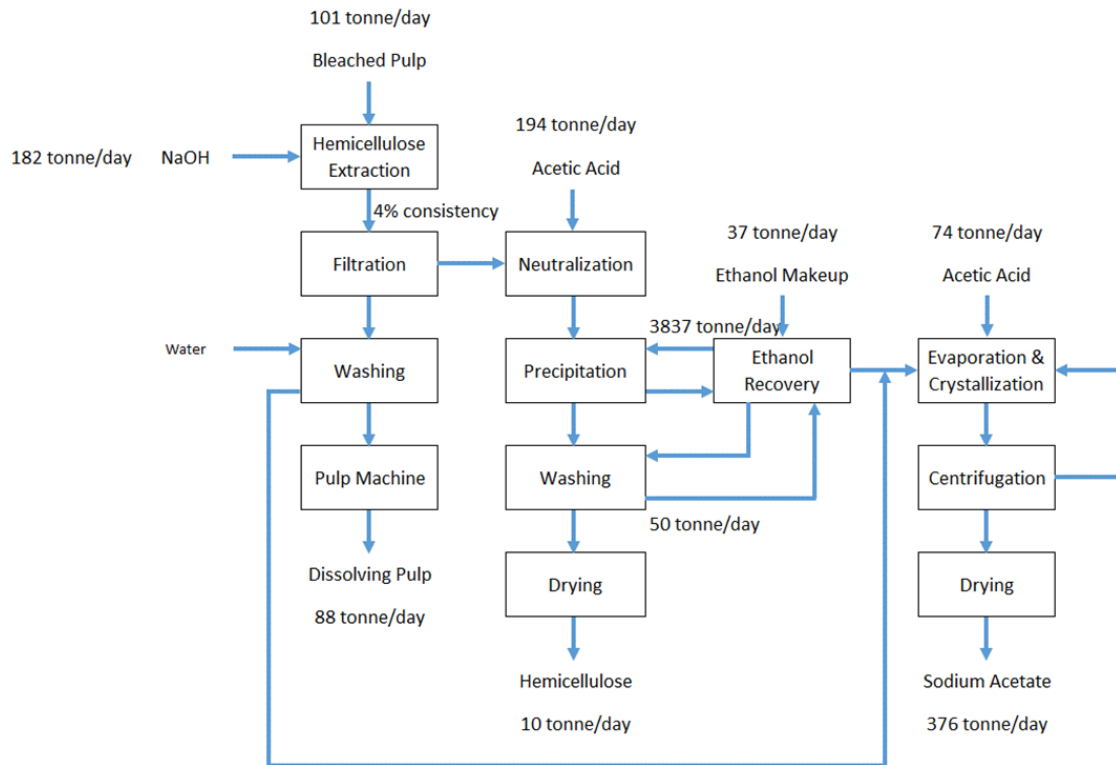 101 tonne/day
Bleached Pulp
182 tonne/day
NaOH
Hemicellulose
Extraction
194 tonne/day
Acetic Acid
4% consistency
Filtration
Neutralization
37 tonne/day
Ethanol Makeup
74 tonne/day
Acetic Acid
Water
Washing
Precipitation
3837 tonne/day
Ethanol
Recovery
Evaporation &
Crystallization
Pulp Machine
Washing
50 tonne/day
Centrifugation
Dissolving Pulp
88 tonne/day
Drying
Drying
Hemicellulose
10 tonne/day
Sodium Acetate
376 tonne/day